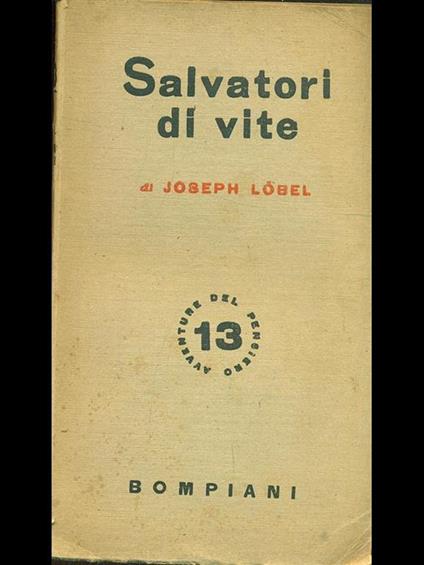 Salvatori
di vite
di JOSEPH LÖBEL
AVVENTURE DEL PENSIERO
13
BOMPIANI